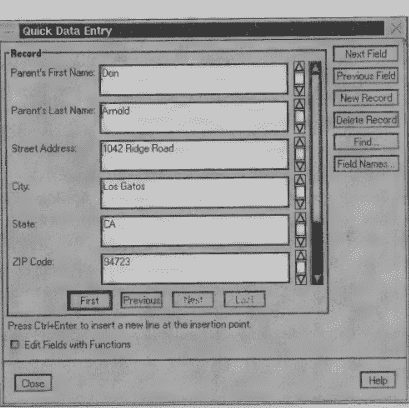 Quick Data Entry
Record
Parent's First Name: Don
Parent's Last Name: Arnold
Street Address: 1042 Ridge Road
City: Los Gatos
State: CA
ZIP Code: 94723
Next Field
Previous Field
New Record
Delete Record
Find...
Field Names...
First Previous Next Last
Press Ctrl+Enter to insert a new line at the insertion point.
Edit Fields with Functions
Close Help